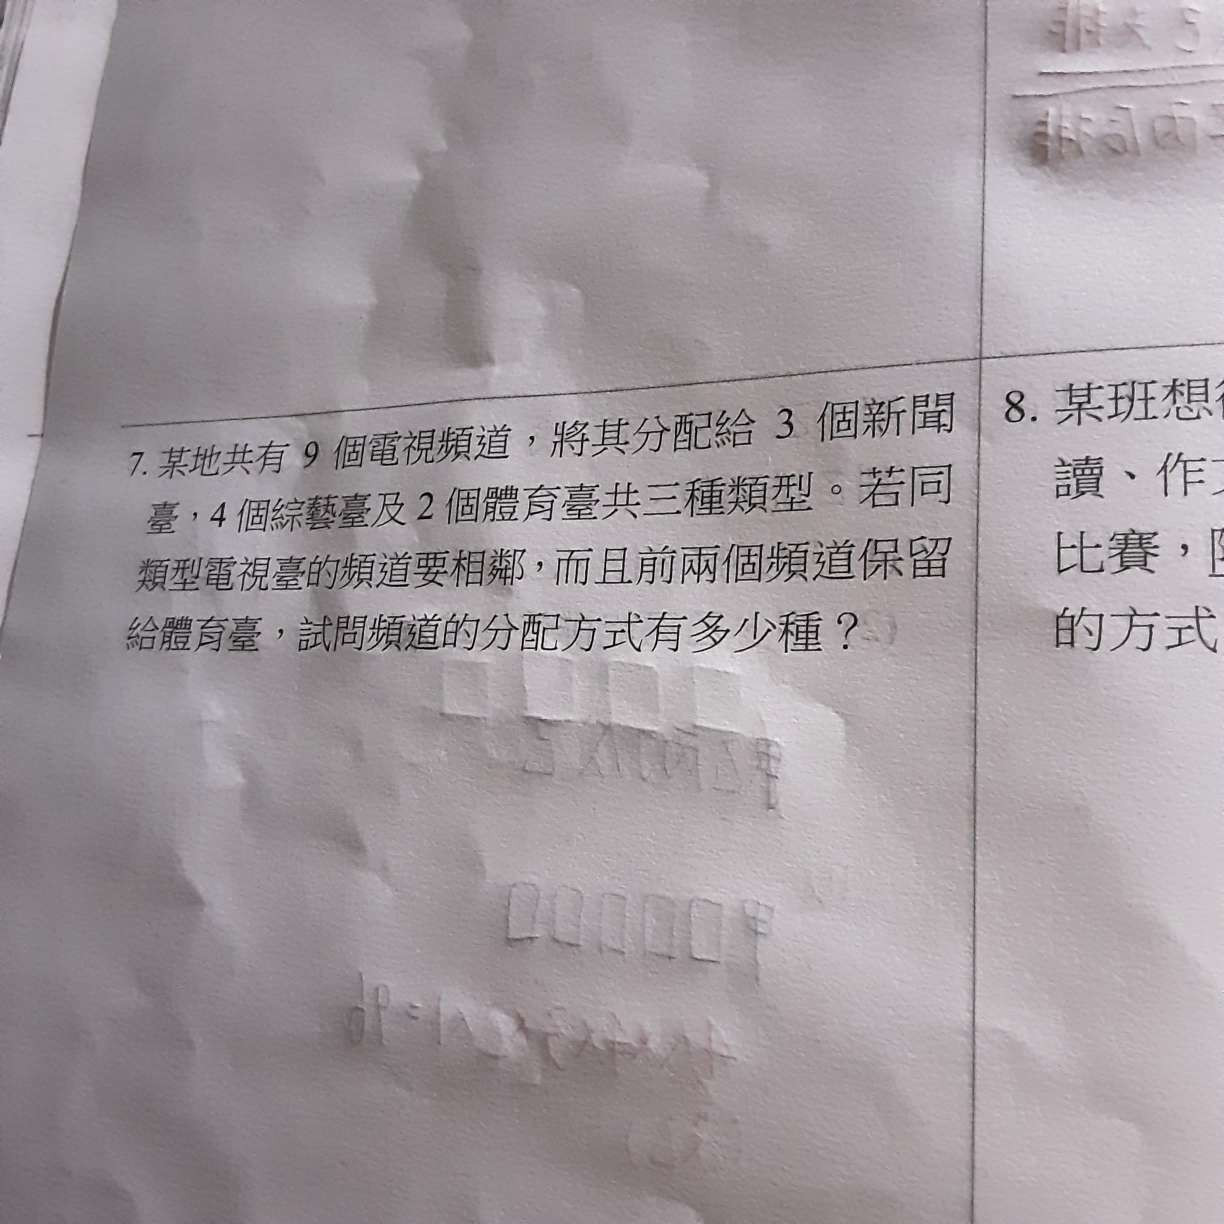 7. 某地共有 9 個電視頻道，將其分配給 3 個新聞
臺，4 個綜藝臺及 2 個體育臺共三種類型。若同
類型電視臺的頻道要相鄰，而且前兩個頻道保留
給體育臺，試問頻道的分配方式有多少種？
8. 某班想
讀、作
比賽，
的方式